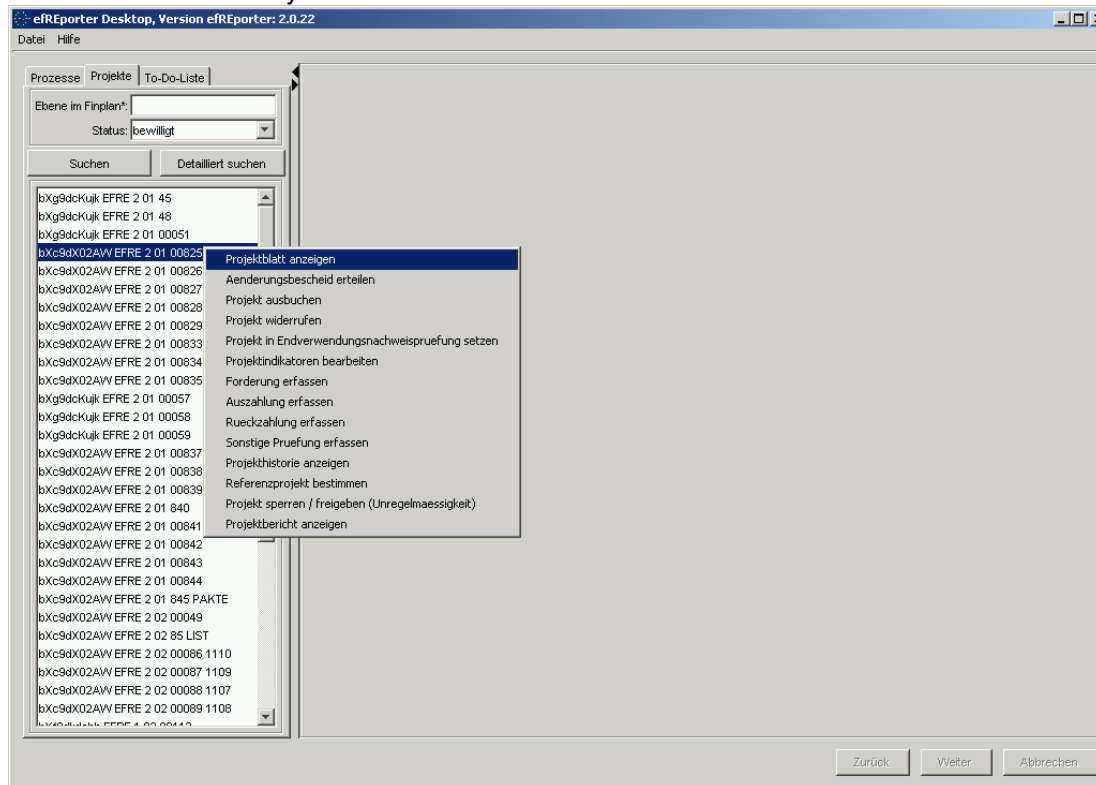 efREporter Desktop, Version efREporter: 2.0.22
Datei Hilfe
Prozesse Projekte To-Do-Liste
Ebene im Finplan*:
Status: bewilligt
Suchen Detailliert suchen
bXg9dcKujk EFRE 2 01 45
bXg9dcKujk EFRE 2 01 48
bXg9dcKujk EFRE 2 01 00051
bXc9dX02AW EFRE 2 01 00825
bXc9dX02AW EFRE 2 01 00826
bXc9dX02AW EFRE 2 01 00827
bXc9dX02AW EFRE 2 01 00828
bXc9dX02AW EFRE 2 01 00829
bXc9dX02AW EFRE 2 01 00833
bXc9dX02AW EFRE 2 01 00834
bXc9dX02AW EFRE 2 01 00835
bXg9dcKujk EFRE 2 01 00057
bXg9dcKujk EFRE 2 01 00058
bXg9dcKujk EFRE 2 01 00059
bXc9dX02AW EFRE 2 01 00837
bXc9dX02AW EFRE 2 01 00838
bXc9dX02AW EFRE 2 01 00839
bXc9dX02AW EFRE 2 01 840
bXc9dX02AW EFRE 2 01 00841
bXc9dX02AW EFRE 2 01 00842
bXc9dX02AW EFRE 2 01 00843
bXc9dX02AW EFRE 2 01 00844
bXc9dX02AW EFRE 2 01 845 PAKTE
bXc9dX02AW EFRE 2 02 00049
bXc9dX02AW EFRE 2 02 85 LIST
bXc9dX02AW EFRE 2 02 00086 1110
bXc9dX02AW EFRE 2 02 00087 1109
bXc9dX02AW EFRE 2 02 00088 1107
bXc9dX02AW EFRE 2 02 00089 1108
Projektblatt anzeigen
Aenderungsbescheid erteilen
Projekt ausbuchen
Projekt widerrufen
Projekt in Endverwendungsnachweispruefung setzen
Projektindikatoren bearbeiten
Forderung erfassen
Auszahlung erfassen
Rueckzahlung erfassen
Sonstige Pruefung erfassen
Projekthistorie anzeigen
Referenzprojekt bestimmen
Projekt sperren / freigeben (Unregelmaessigkeit)
Projektbericht anzeigen
Zurück Weiter Abbrechen